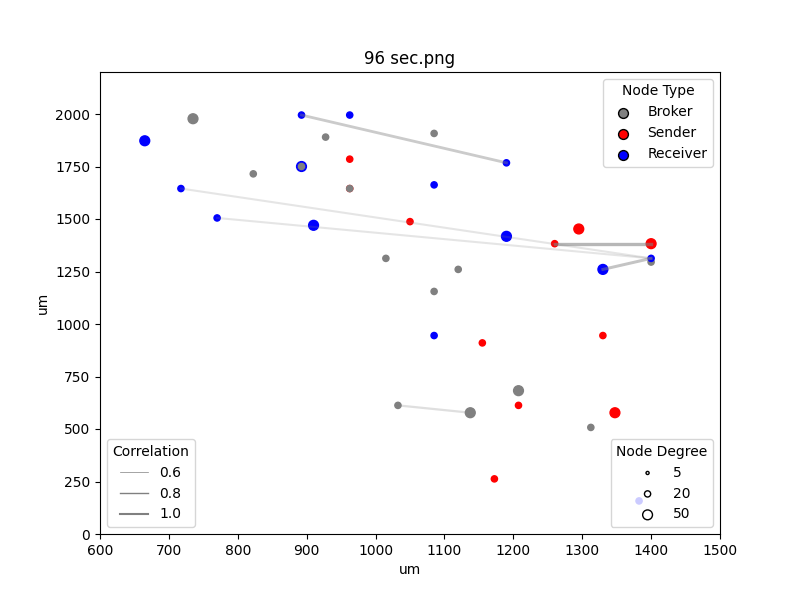 96 sec.png
Node Type
Broker
Sender
Receiver
2000
1750
1500
1250
1000
750
500
250
0
um
Correlation
0.6
0.8
1.0
Node Degree
5
20
50
600 700 800 900 1000 1100 1200 1300 1400 1500
um